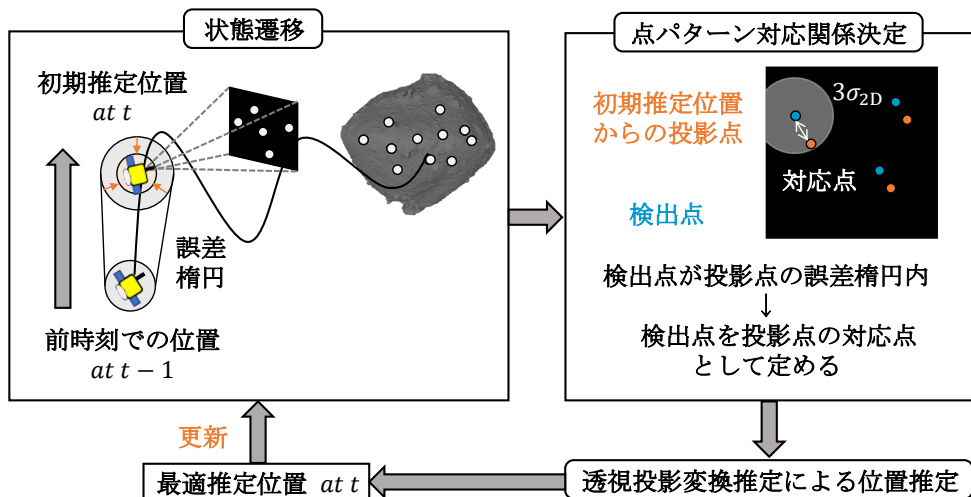 状態遷移
初期推定位置
at t
誤差
楕円
前時刻での位置
at t − 1
点パターン対応関係決定
初期推定位置
からの投影点
3σ2D
対応点
検出点
検出点が投影点の誤差楕円内
↓
検出点を投影点の対応点
として定める
更新
最適推定位置 at t
透視投影変換推定による位置推定